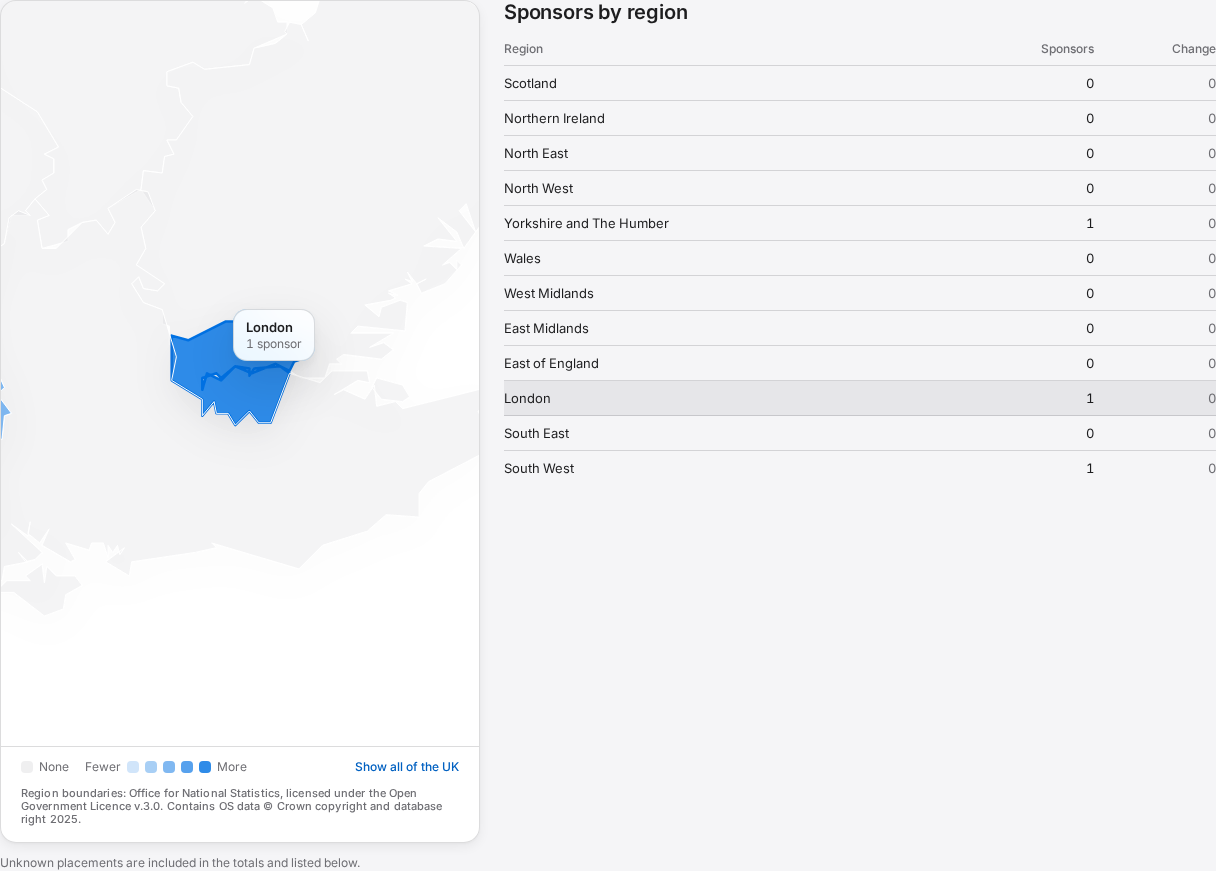 Sponsors by region
Region Sponsors Change
Scotland 0 0
Northern Ireland 0 0
North East 0 0
North West 0 0
Yorkshire and The Humber 1 0
Wales 0 0
West Midlands 0 0
East Midlands 0 0
East of England 0 0
London 1 0
South East 0 0
South West 1 0
London
1 sponsor
None Fewer More Show all of the UK
Region boundaries: Office for National Statistics, licensed under the Open
Government Licence v.3.0. Contains OS data © Crown copyright and database
right 2025.
Unknown placements are included in the totals and listed below.